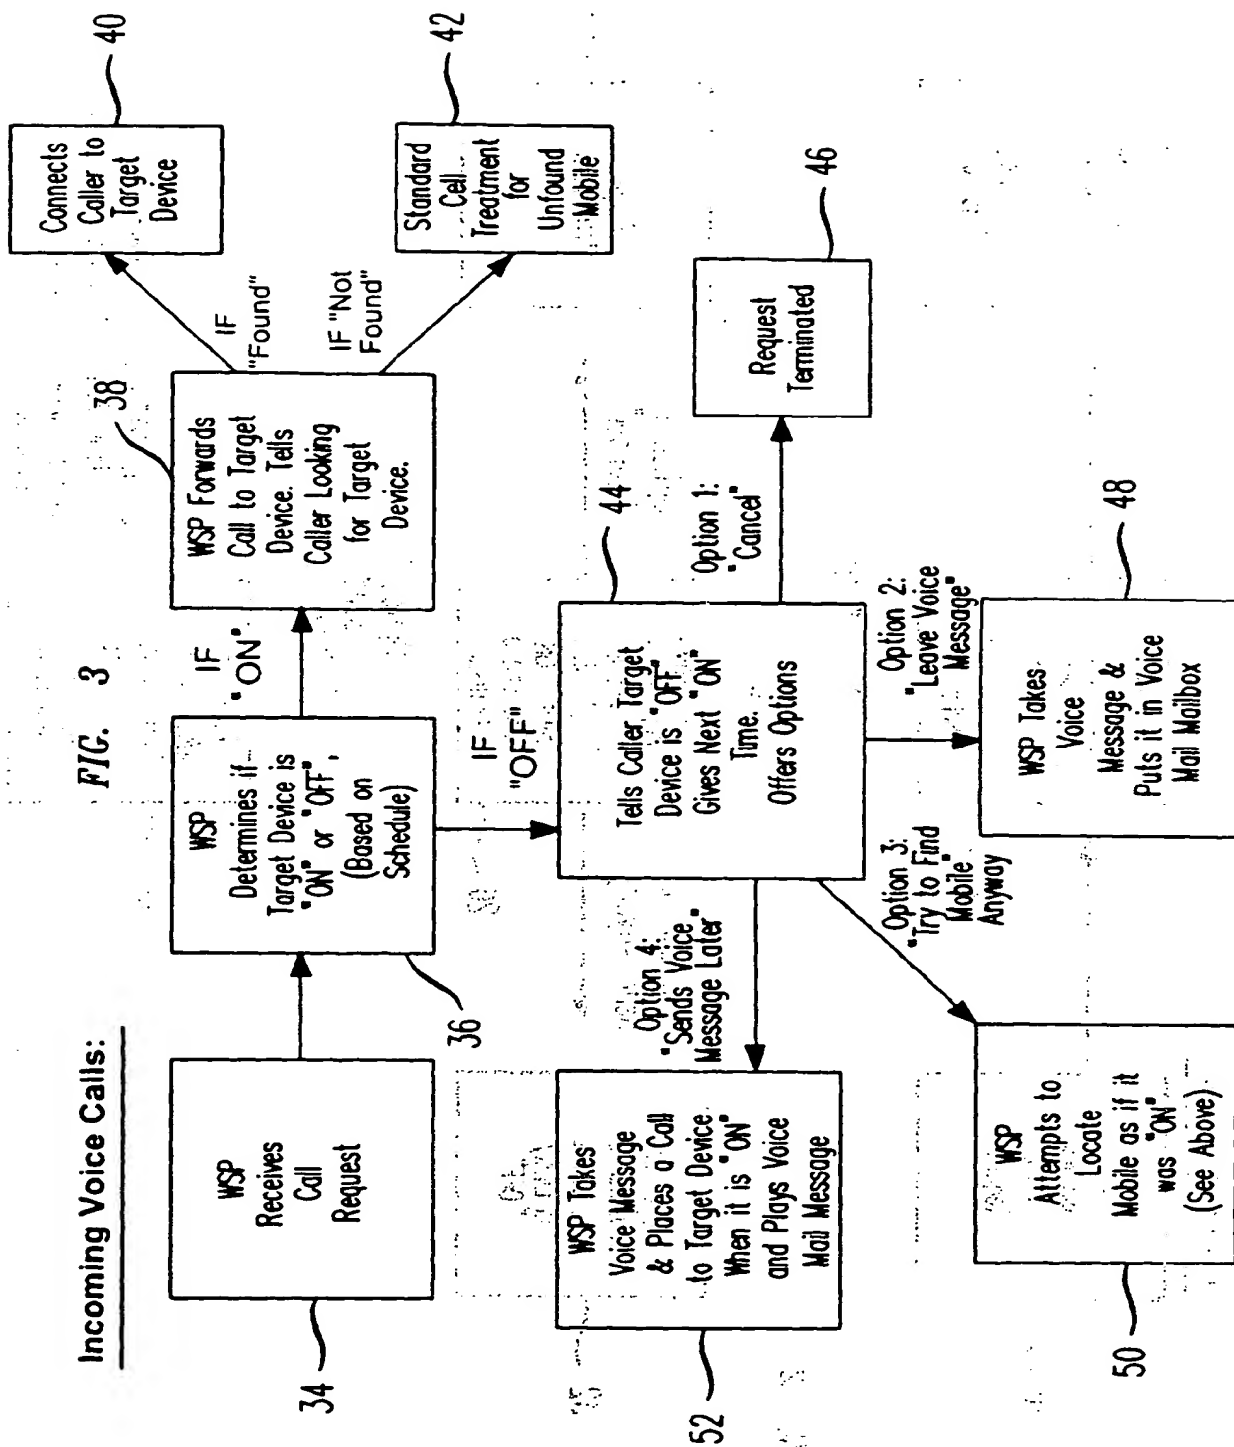 Incoming Voice Calls:
FIG. 3
34
WSP
Receives
Call
Request
36
WSP
Determines if
Target Device is
"ON" or "OFF",
(Based on
Schedule)
IF
"ON"
38
WSP Forwards
Call to Target
Device. Tells
Caller Looking
for Target
Device.
IF
"Found"
40
Connects
Caller to
Target
Device
IF "Not
Found"
42
Standard
Cell
Treatment
for
Unfound
Mobile
IF
"OFF"
44
Tells Caller Target
Device is "OFF"
Gives Next "ON"
Time.
Offers Options
Option 1:
"Cancel"
46
Request
Terminated
Option 2:
"Leave Voice
Message"
48
WSP Takes
Voice
Message &
Puts it in Voice
Mail Mailbox
Option 3:
"Try to Find
Mobile"
Anyway
50
WSP
Attempts to
Locate
Mobile as if it
was "ON"
(See Above).
Option 4:
"Sends Voice
Message Later"
52
WSP Takes
Voice Message
& Places a Call
to Target Device
When it is "ON"
and Plays Voice
Mail Message